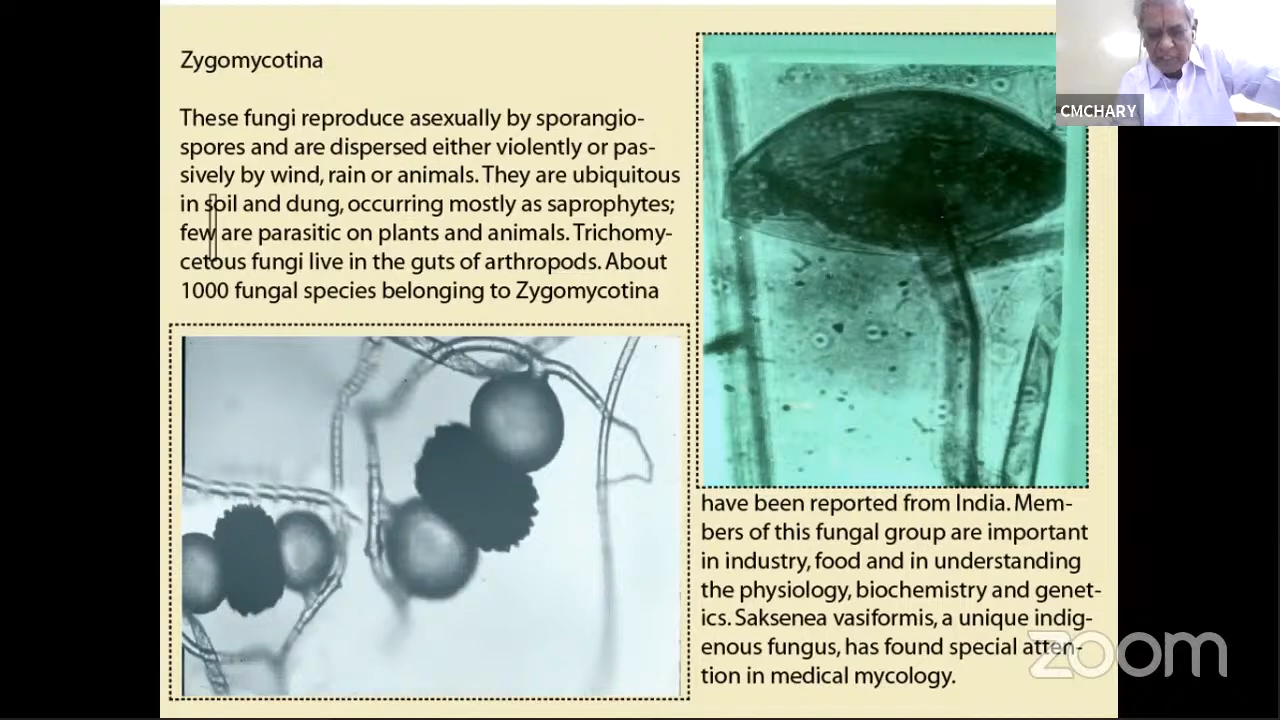 Zygomycotina
These fungi reproduce asexually by sporangio-
spores and are dispersed either violently or pas-
sively by wind, rain or animals. They are ubiquitous
in soil and dung, occurring mostly as saprophytes;
few are parasitic on plants and animals. Trichomy-
cetous fungi live in the guts of arthropods. About
1000 fungal species belonging to Zygomycotina
have been reported from India. Mem-
bers of this fungal group are important
in industry, food and in understanding
the physiology, biochemistry and genet-
ics. Saksenea vasiformis, a unique indig-
enous fungus, has found special atten-
tion in medical mycology.
CMCHARY
zoom